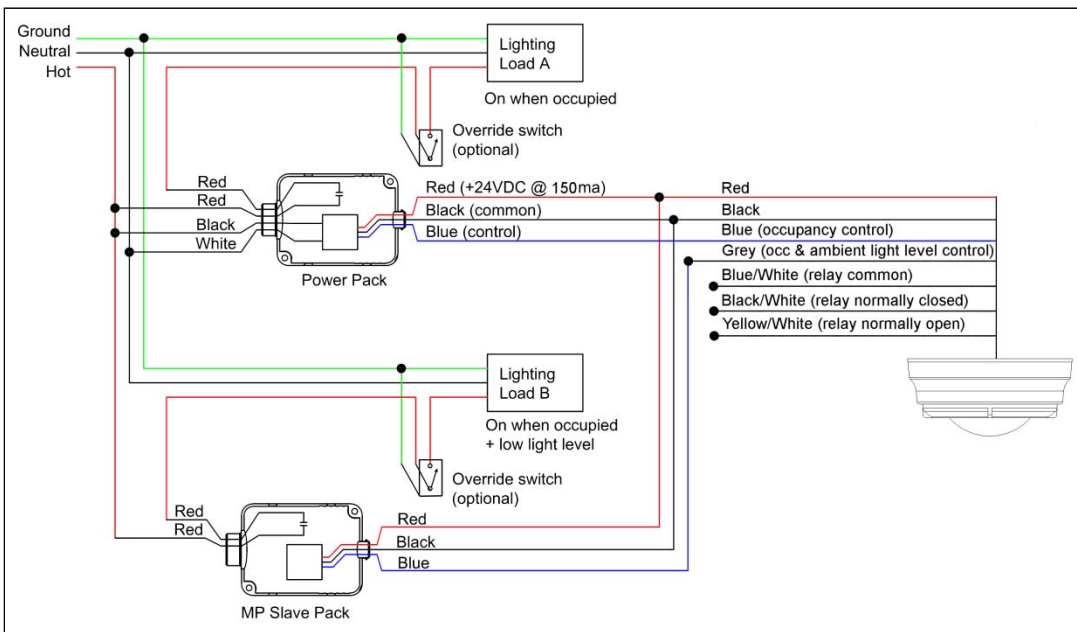 Ground
Neutral
Hot
Lighting
Load A
On when occupied
Override switch
(optional)
Red
Red
Black
White
Power Pack
Red (+24VDC @ 150ma)
Black (common)
Blue (control)
Red
Black
Blue (occupancy control)
Grey (occ & ambient light level control)
Blue/White (relay common)
Black/White (relay normally closed)
Yellow/White (relay normally open)
Lighting
Load B
On when occupied
+ low light level
Override switch
(optional)
Red
Red
MP Slave Pack
Red
Black
Blue